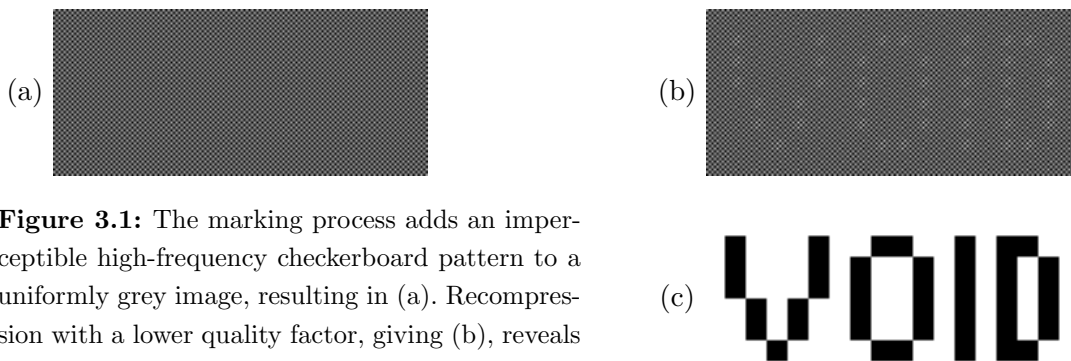 (a)
(b)
Figure 3.1: The marking process adds an imper-
ceptible high-frequency checkerboard pattern to a
uniformly grey image, resulting in (a). Recompres-
sion with a lower quality factor, giving (b), reveals
(c)
VOID